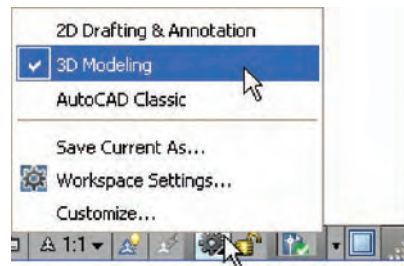 2D Drafting & Annotation
3D Modeling
AutoCAD Classic
Save Current As...
Workspace Settings...
Customize...
1:1